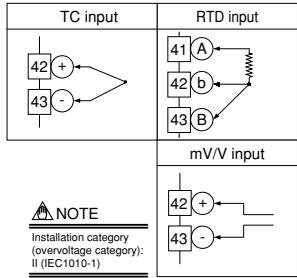 TC input
42 +
43 -
RTD input
41 A
42 b
43 B
mV/V input
42 +
43 -
NOTE
Installation category
(overvoltage category):
II (IEC1010-1)